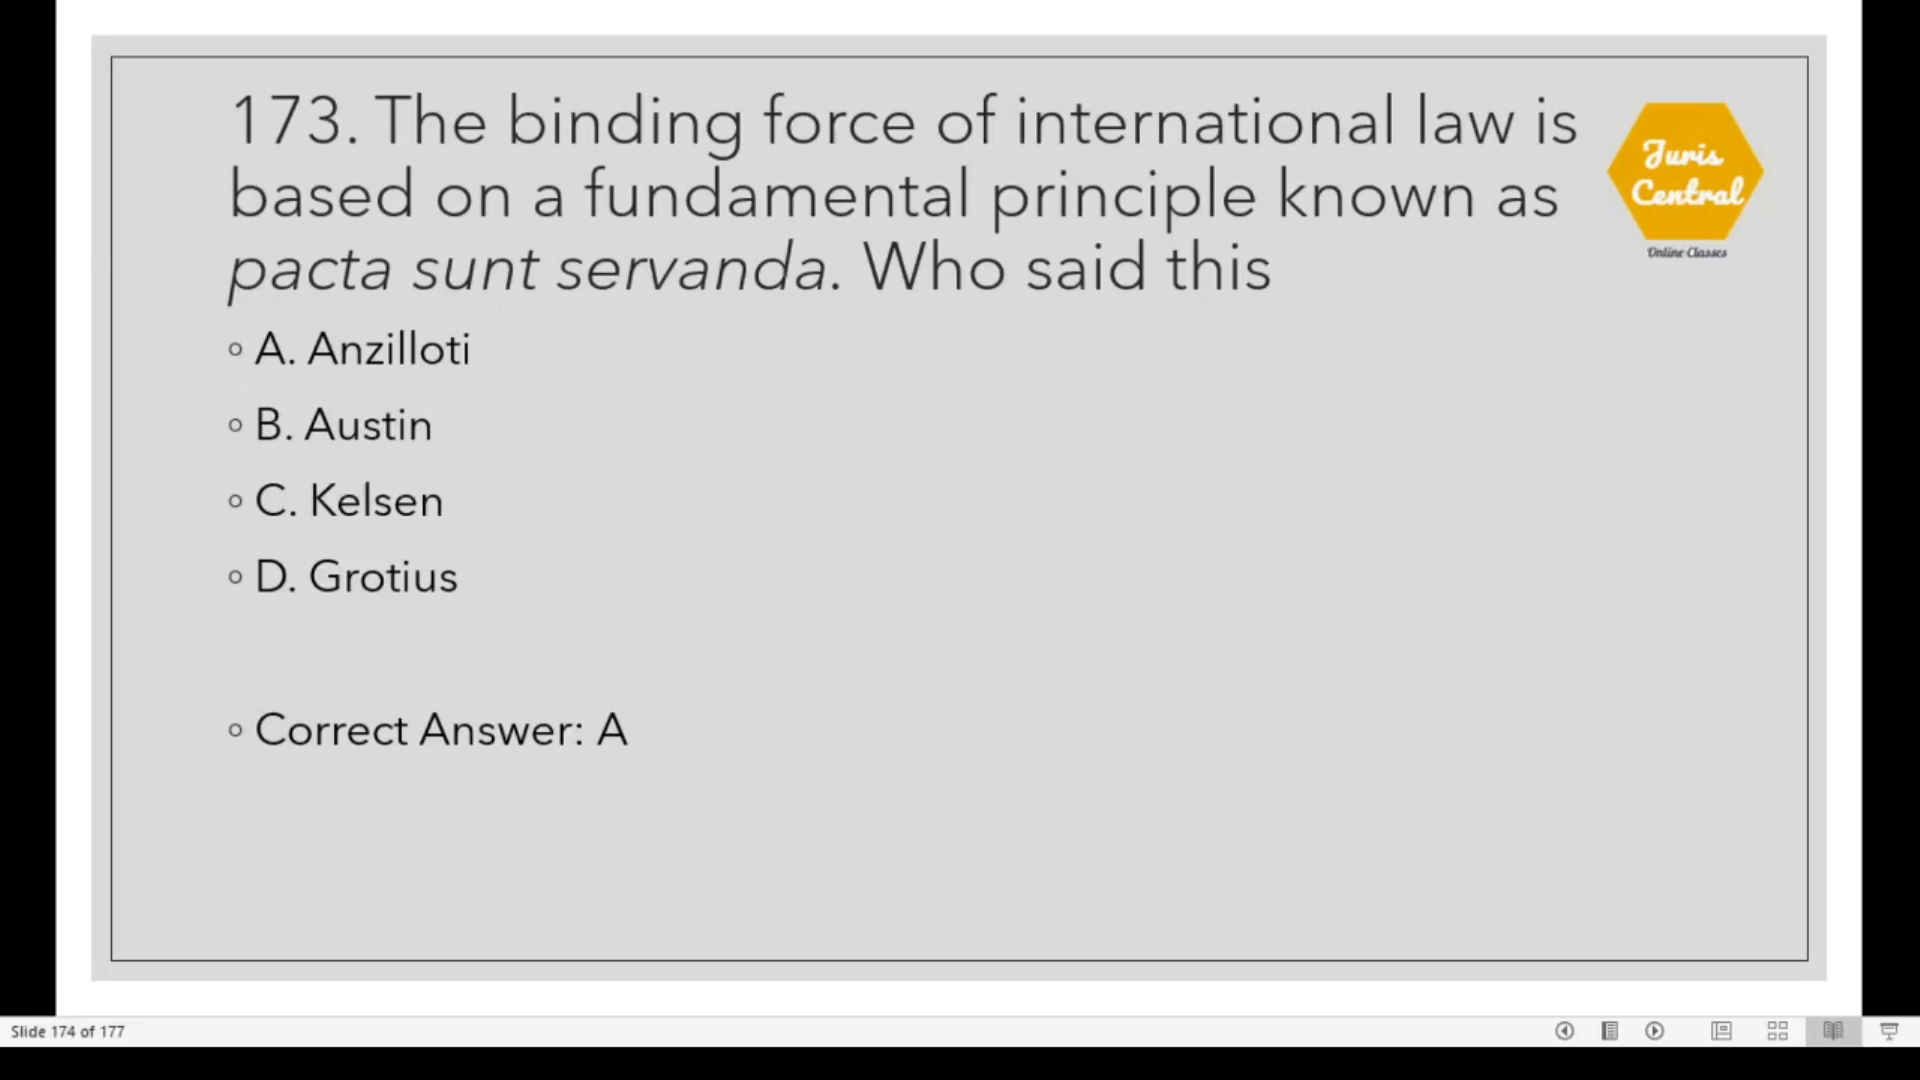 173. The binding force of international law is
based on a fundamental principle known as
pacta sunt servanda. Who said this
Juris
Central
Online Classes
A. Anzilloti
B. Austin
C. Kelsen
D. Grotius
Correct Answer: A
Slide 174 of 177